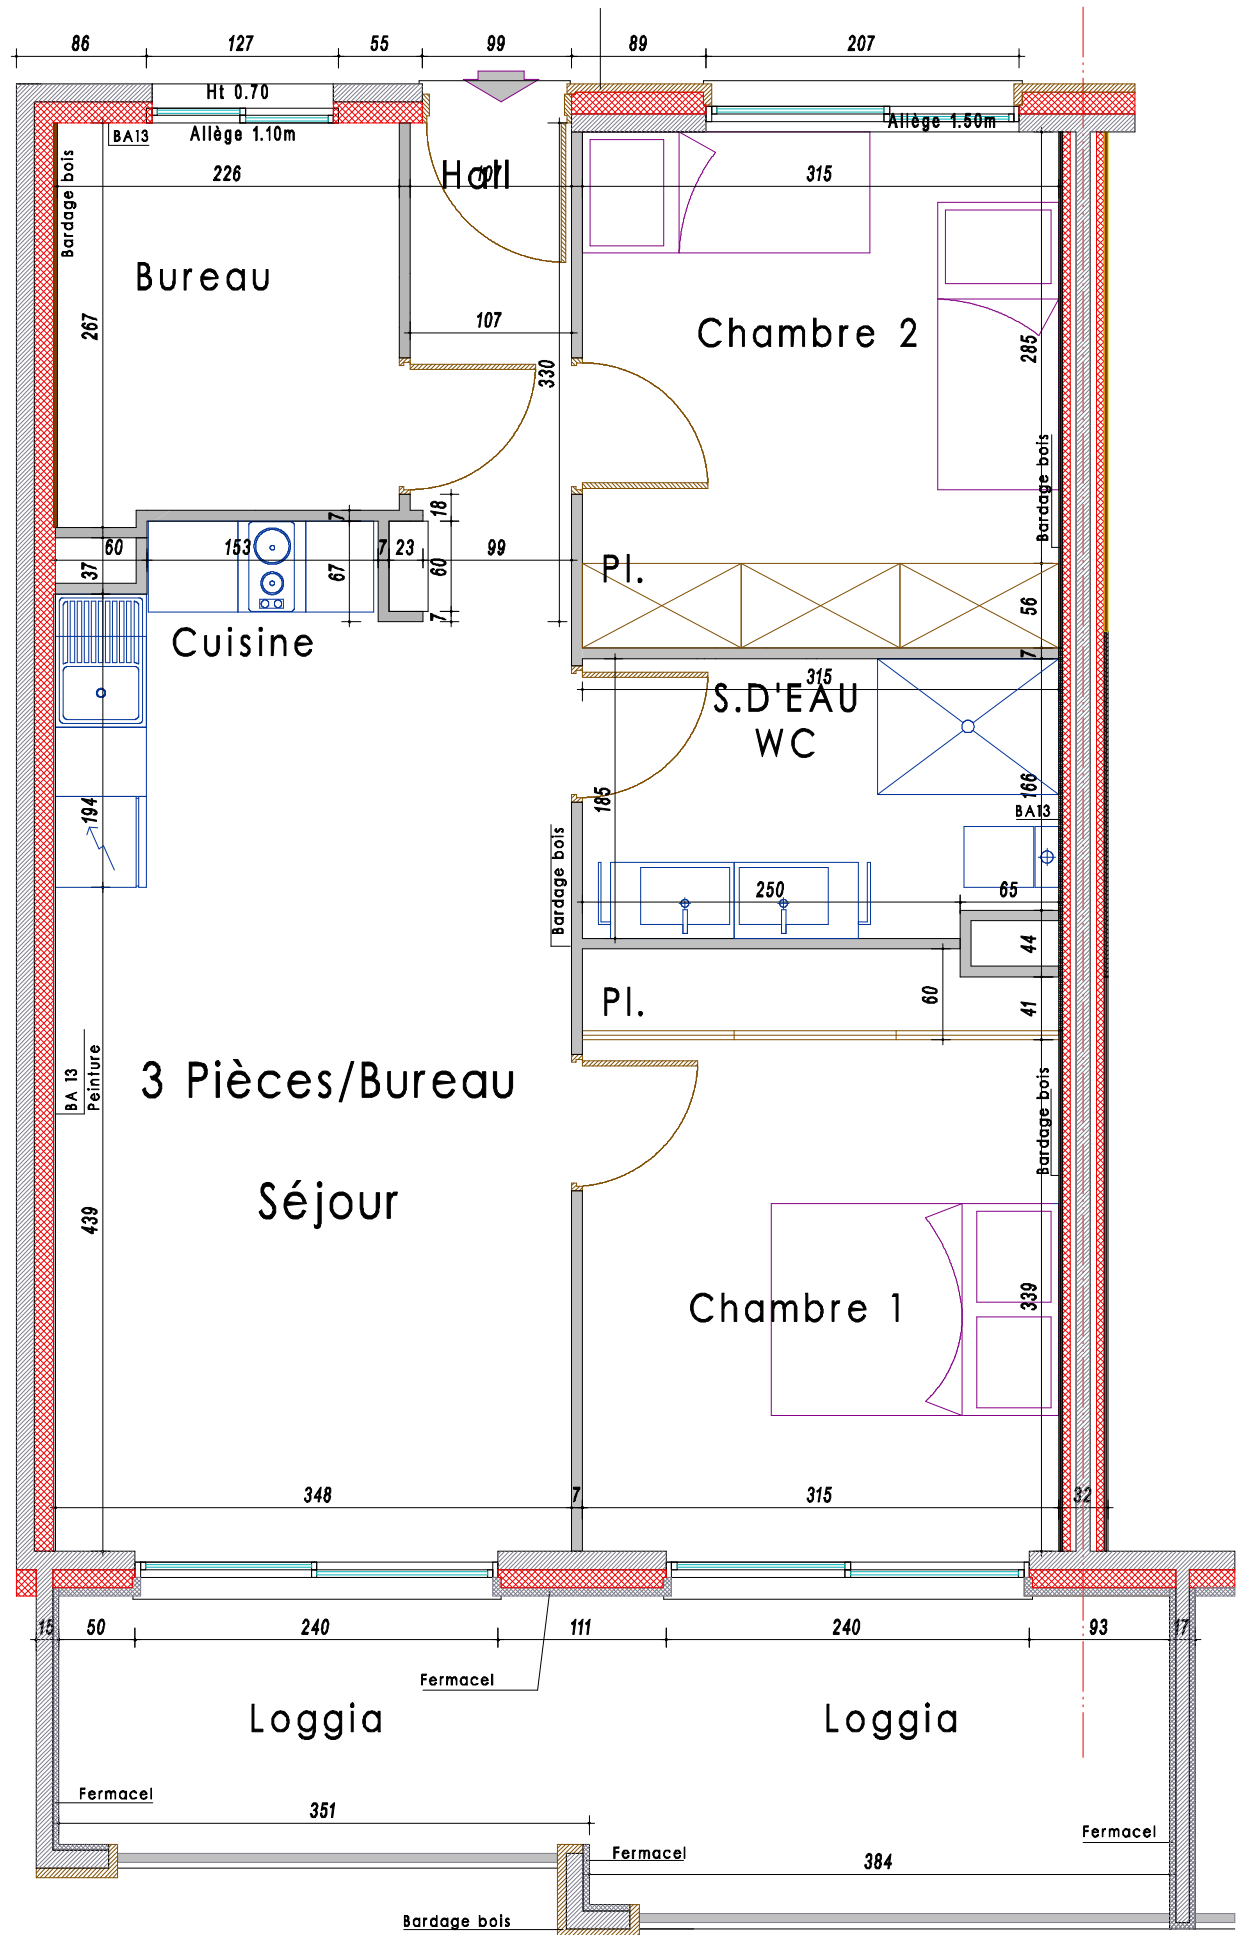 86 127 55 99 89 207
Ht 0.70
BA13 Allège 1.10m
Allège 1.50m
Bardage bois
226 Hall 107 315
Bureau
267
107
Chambre 2
285
330
Bardage bois
7 18
60 153 7 23 99
37 67 60
Pl.
56
7
7
Cuisine
315
S.D'EAU
WC
194
185
166
BA13
Bardage bois
250 65
44
60
Pl.
41
BA 13
Peinture
3 Pièces/Bureau
Bardage bois
Séjour
439
Chambre 1
339
348 7 315 32
15 50 240 111 240 93 17
Fermacel
Loggia Loggia
Fermacel
351
Fermacel
Fermacel
384
Bardage bois